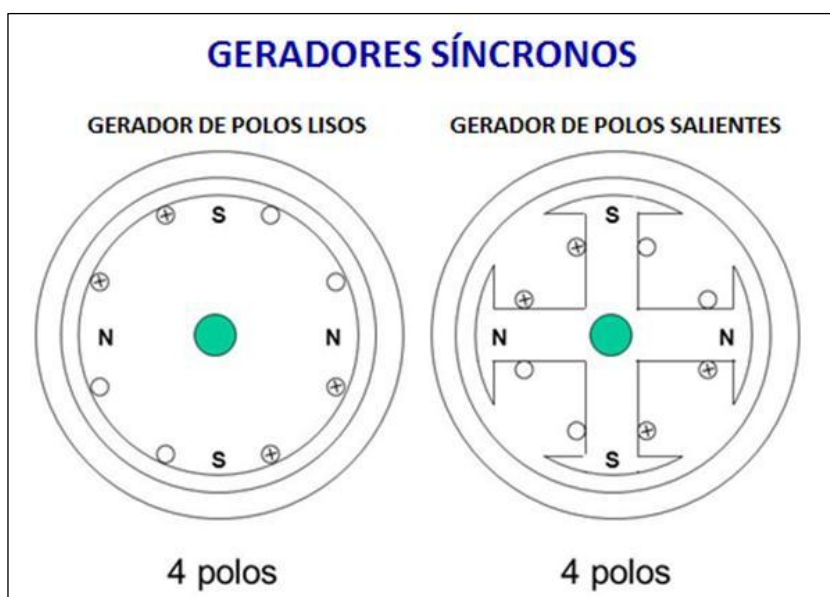 GERADORES SÍNCRONOS
GERADOR DE POLOS LISOS
GERADOR DE POLOS SALIENTES
S
N
N
S
S
N
N
S
4 polos
4 polos